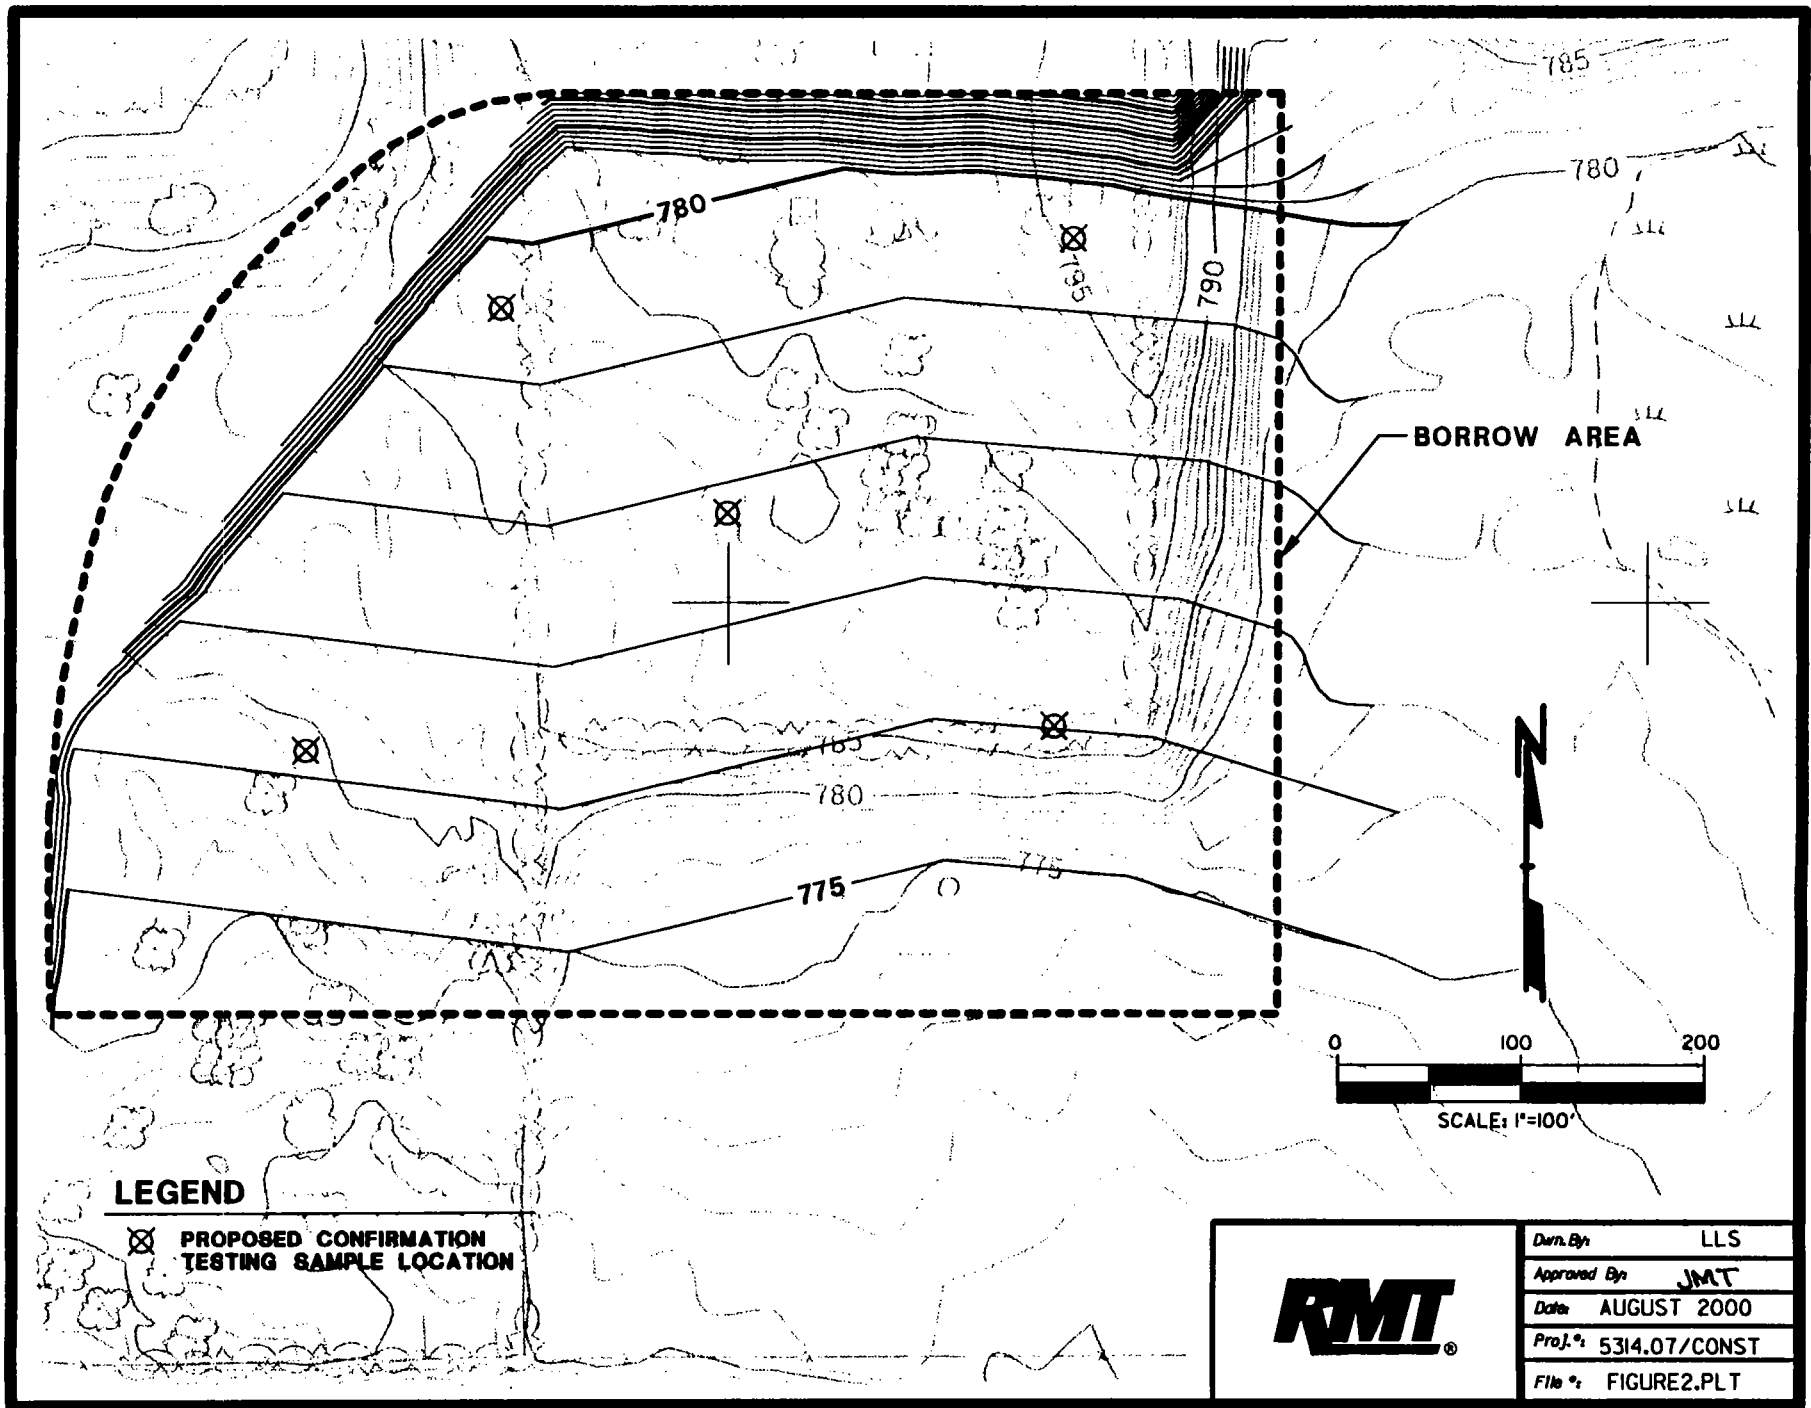 785
780
780
795
790
BORROW AREA
785
780
775
775
0 100 200
SCALE: 1"=100'
LEGEND
PROPOSED CONFIRMATION
TESTING SAMPLE LOCATION
RMT®
Dwn. By: LLS
Approved By: JMT
Date: AUGUST 2000
Proj. #: 5314.07/CONST
File #: FIGURE2.PLT